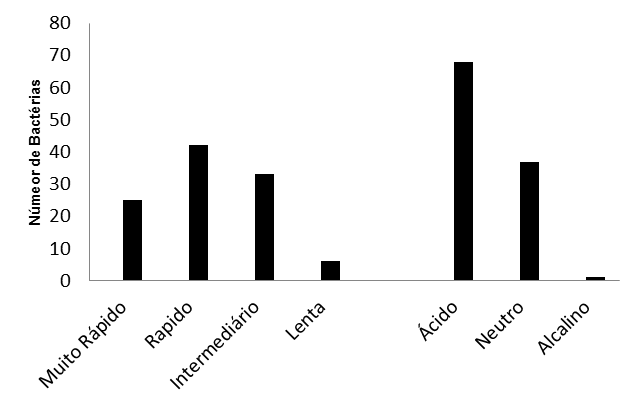 Númeor de Bactérias
80
70
60
50
40
30
20
10
0
Muito Rápido
Rapido
Intermediário
Lenta
Ácido
Neutro
Alcalino